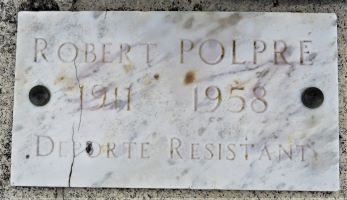 ROBERT POLPRE
1911 1958
DEPORTE RESISTANT